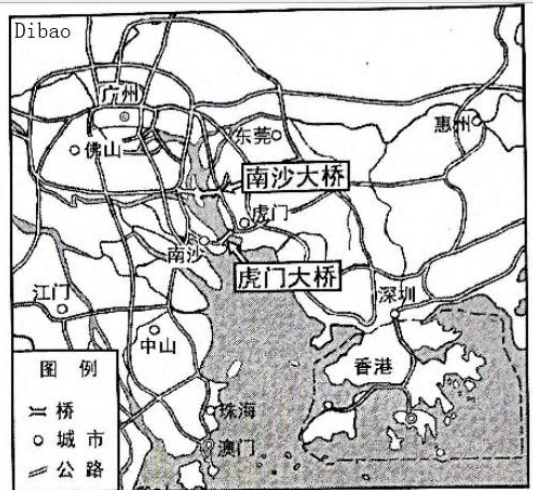 Dibao
广州
惠州
东莞
佛山
南沙大桥
虎门
南沙
虎门大桥
江门
深圳
中山
香港
图 例
桥
城 市
公 路
珠海
澳门